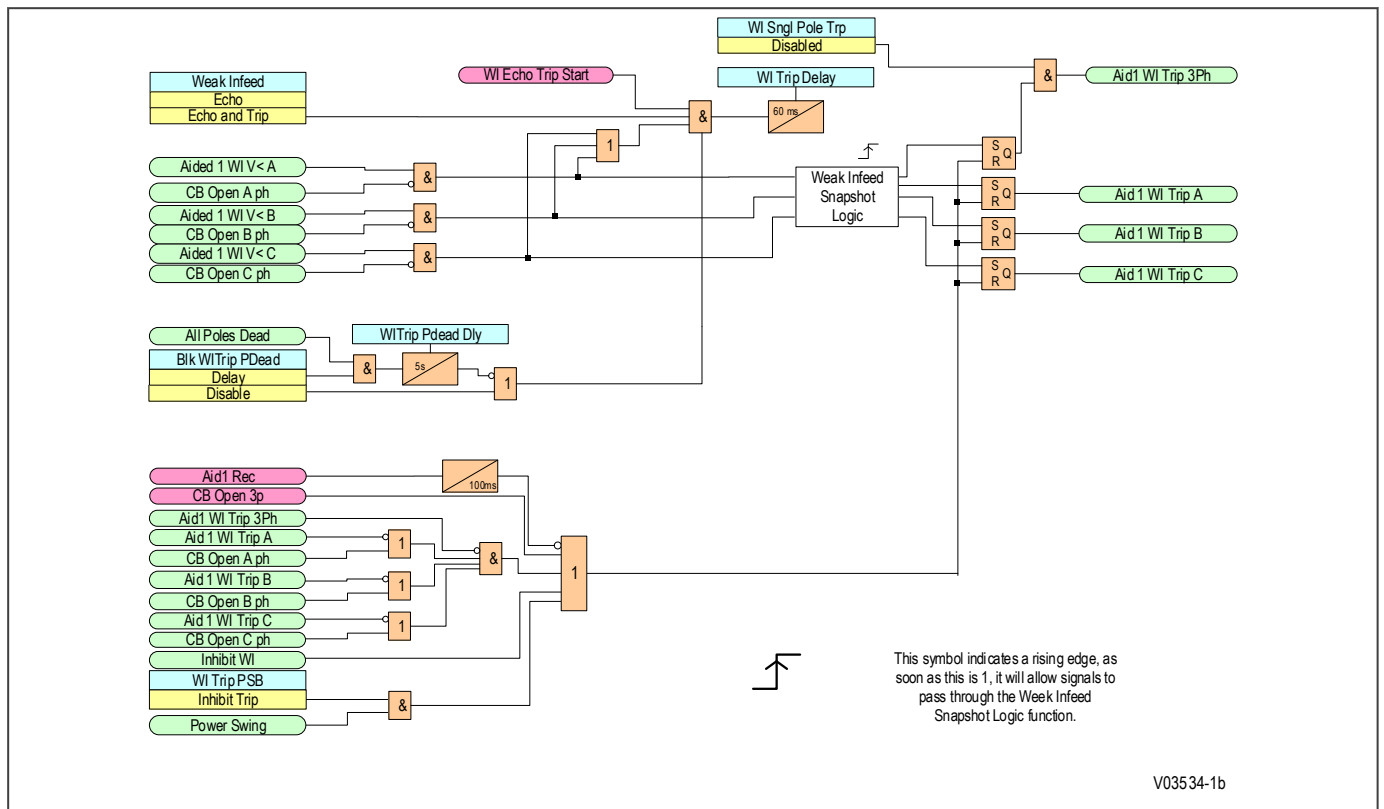 WI Sngl Pole Trp
Disabled
WI Echo Trip Start
WI Trip Delay
&
Aid1 WI Trip 3Ph
Weak Infeed
Echo
Echo and Trip
&
60 ms
1
Aided 1 WI V< A
CB Open A ph
&
Aided 1 WI V< B
CB Open B ph
&
Aided 1 WI V< C
CB Open C ph
&
Weak Infeed
Snapshot
Logic
S
R
Q
S
R
Q
Aid 1 WI Trip A
S
R
Q
Aid 1 WI Trip B
S
R
Q
Aid 1 WI Trip C
All Poles Dead
WITrip Pdead Dly
Blk WITrip PDead
Delay
Disable
&
5s
1
Aid1 Rec
100ms
CB Open 3p
Aid1 WI Trip 3Ph
Aid 1 WI Trip A
CB Open A ph
1
Aid 1 WI Trip B
CB Open B ph
1
Aid 1 WI Trip C
CB Open C ph
1
&
1
Inhibit WI
WI Trip PSB
Inhibit Trip
Power Swing
&
This symbol indicates a rising edge, as
soon as this is 1, it will allow signals to
pass through the Week Infeed
Snapshot Logic function.
V03534-1b